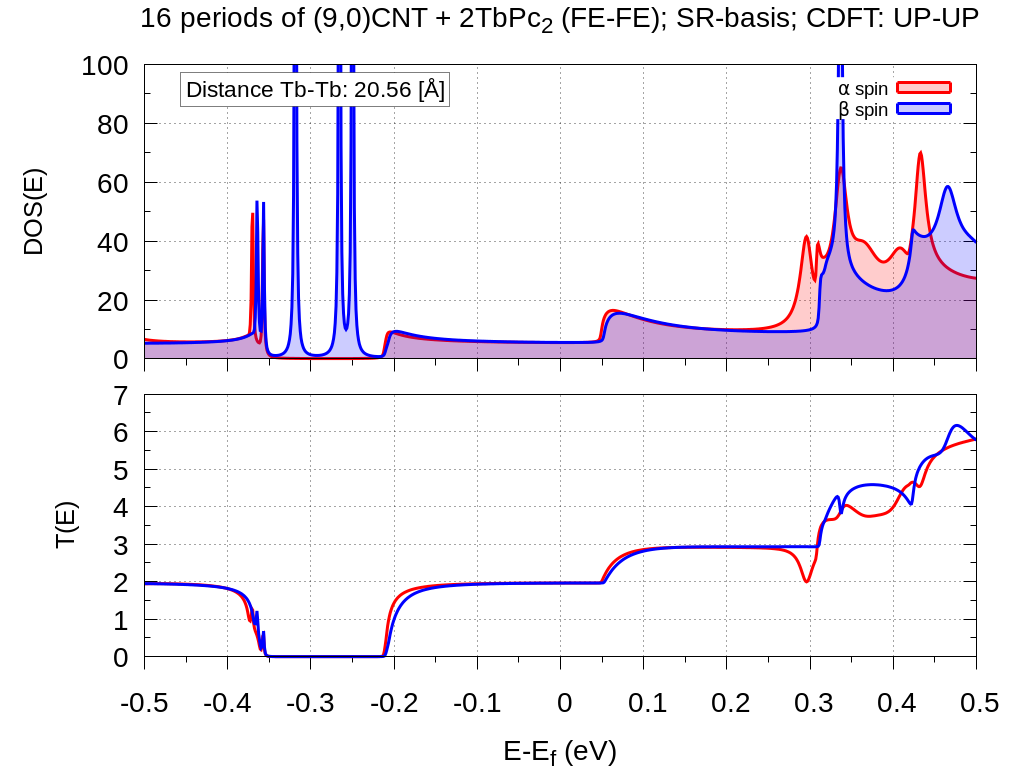 16 periods of (9,0)CNT + 2TbPc2 (FE-FE); SR-basis; CDFT: UP-UP
100
80
60
40
20
0
DOS(E)
Distance Tb-Tb: 20.56 [Å]
α spin
β spin
7
6
5
4
3
2
1
0
T(E)
-0.5 -0.4 -0.3 -0.2 -0.1 0 0.1 0.2 0.3 0.4 0.5
E-Ef (eV)